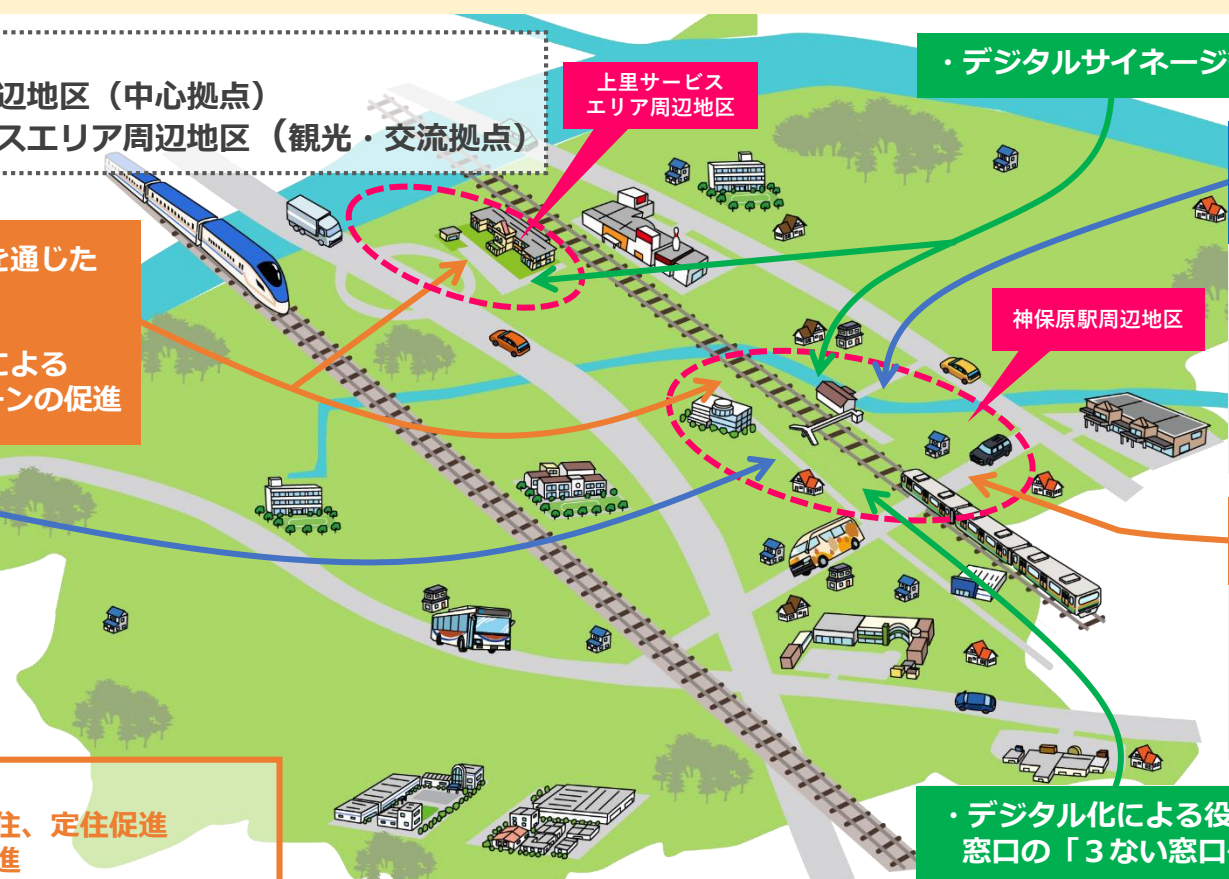 辺地区（中心拠点）
スエリア周辺地区（観光・交流拠点）
上里サービス
エリア周辺地区
・デジタルサイネージ
を通じた
による
ーンの促進
神保原駅周辺地区
住、定住促進
進
・デジタル化による役
窓口の「３ない窓口